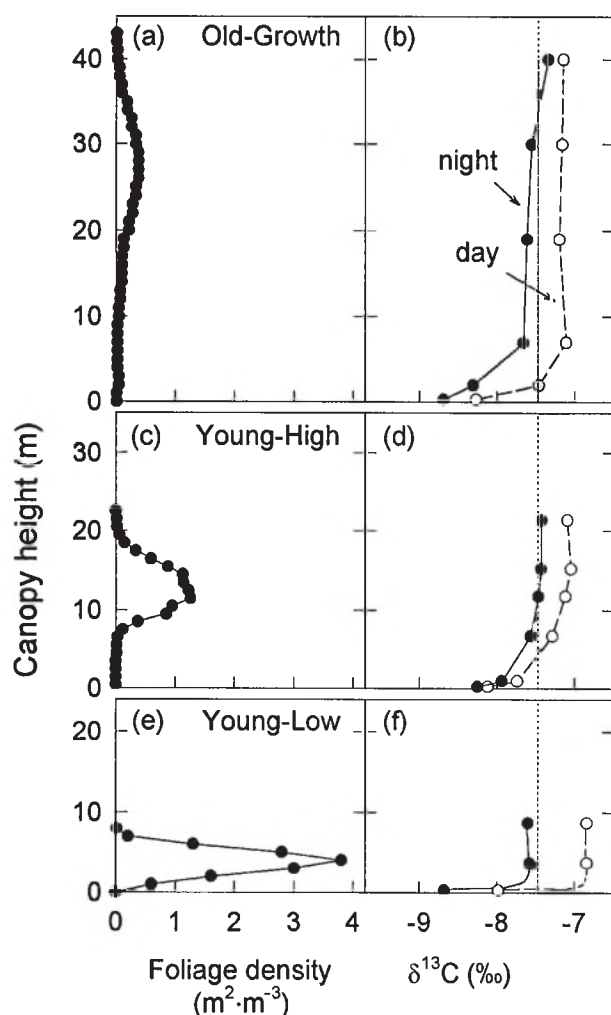 (a) Old-Growth (b)
40
30
20
10
0
night
day
(c) Young-High (d)
30
20
10
0
Canopy height (m)
(e) Young-Low (f)
20
10
0
0 1 2 3 4 -9 -8 -7
Foliage density
(m²·m⁻³)
δ¹³C (‰)